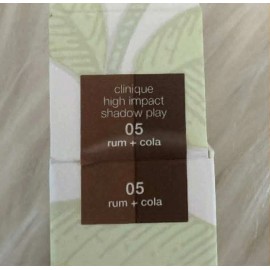 clinique
high impact
shadow play
05
rum + cola
05
rum + cola